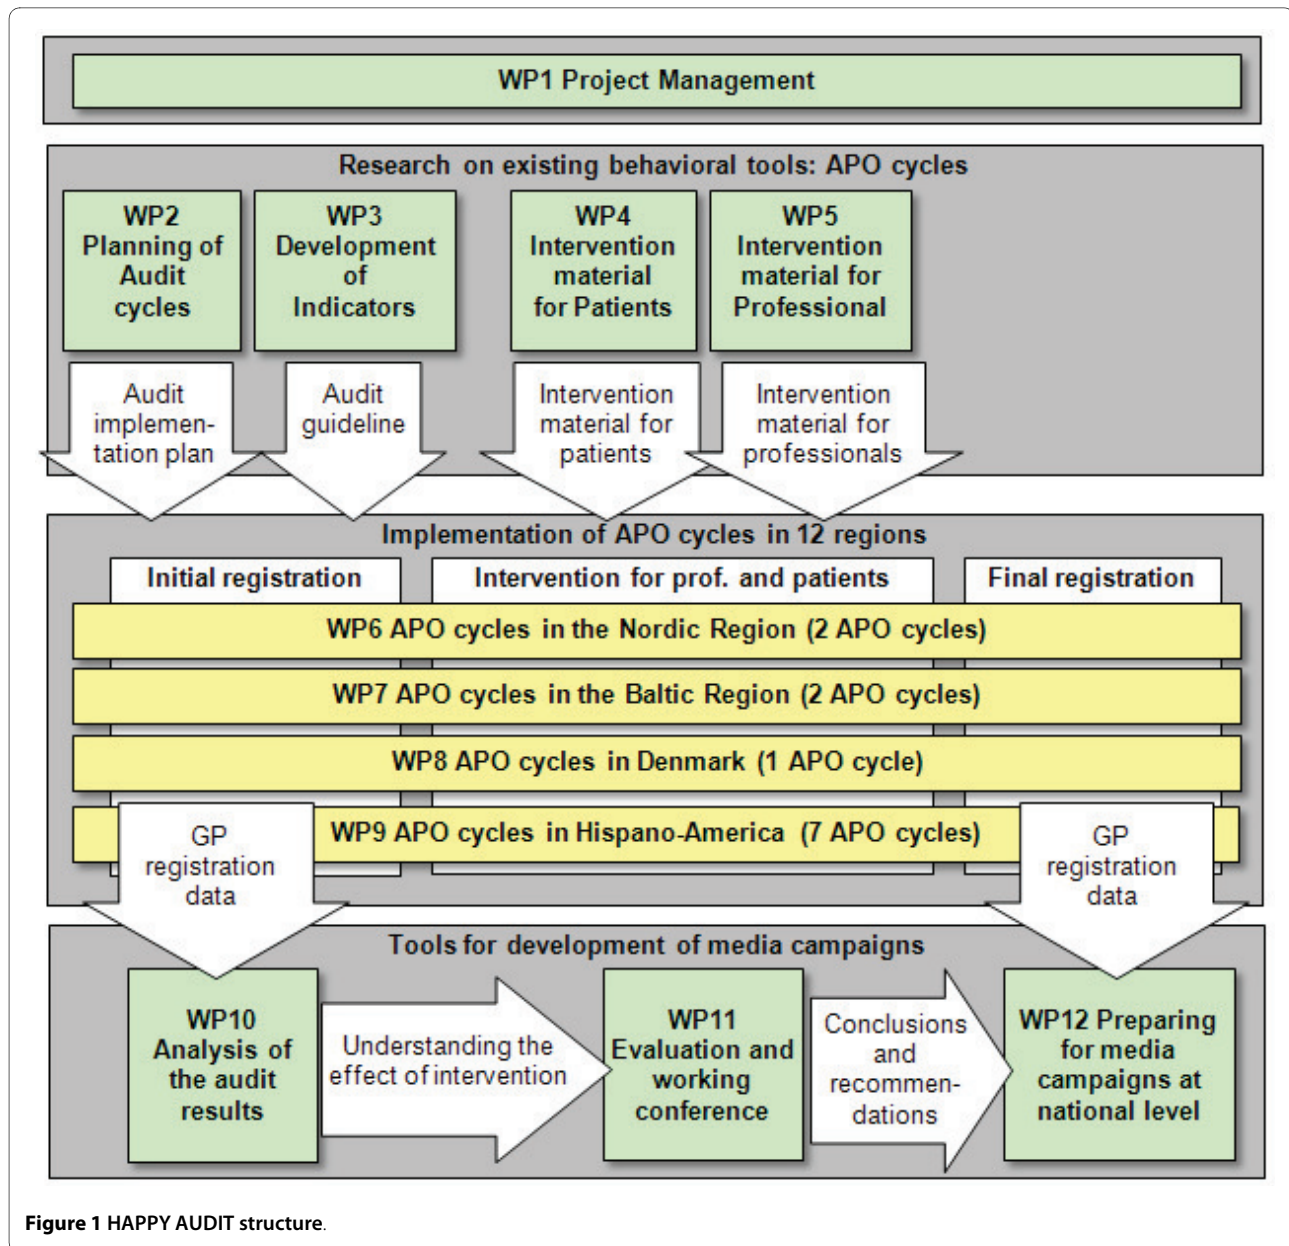 WP1 Project Management
Research on existing behavioral tools: APO cycles
WP2
Planning of
Audit
cycles
WP3
Development
of
Indicators
WP4
Intervention
material
for Patients
WP5
Intervention
material for
Professional
Audit
implemen-
tation plan
Audit
guideline
Intervention
material for
patients
Intervention
material for
professionals
Implementation of APO cycles in 12 regions
Initial registration
Intervention for prof. and patients
Final registration
WP6 APO cycles in the Nordic Region (2 APO cycles)
WP7 APO cycles in the Baltic Region (2 APO cycles)
WP8 APO cycles in Denmark (1 APO cycle)
WP9 APO cycles in Hispano-America (7 APO cycles)
GP
registration
data
GP
registration
data
Tools for development of media campaigns
WP10
Analysis of
the audit
results
Understanding the
effect of intervention
WP11
Evaluation and
working
conference
Conclusions
and
recommen-
dations
WP12 Preparing
for media
campaigns at
national level
Figure 1 HAPPY AUDIT structure.